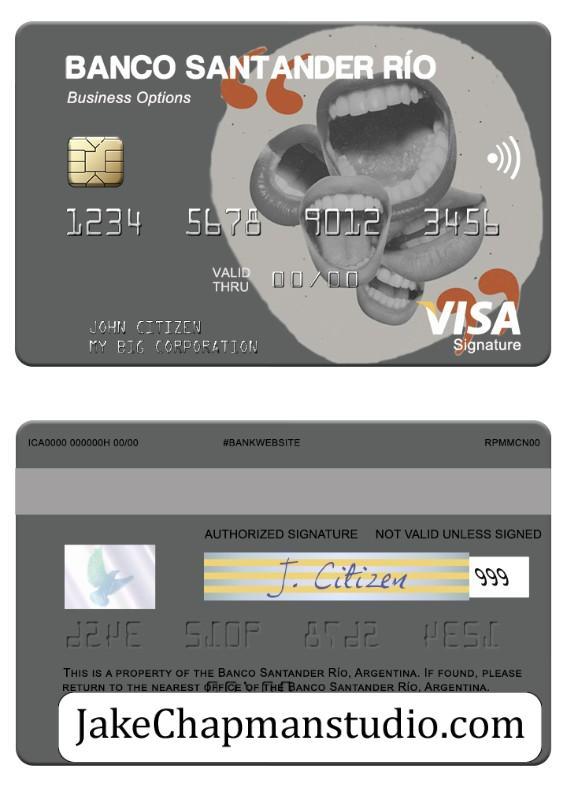 BANCO SANTANDER RÍO
Business Options
1234 5678 9012 3456
VALID THRU 00/00
JOHN CITIZEN
MY BIG CORPORATION
VISA
Signature
ICA0000 000000H 00/00 #BANKWEBSITE RPMMCN00
AUTHORIZED SIGNATURE NOT VALID UNLESS SIGNED
J. Citizen 999
THIS IS A PROPERTY OF THE BANCO SANTANDER RÍO, ARGENTINA. IF FOUND, PLEASE
RETURN TO THE NEAREST OFFICE OF THE BANCO SANTANDER RÍO, ARGENTINA.
JakeChapmanstudio.com